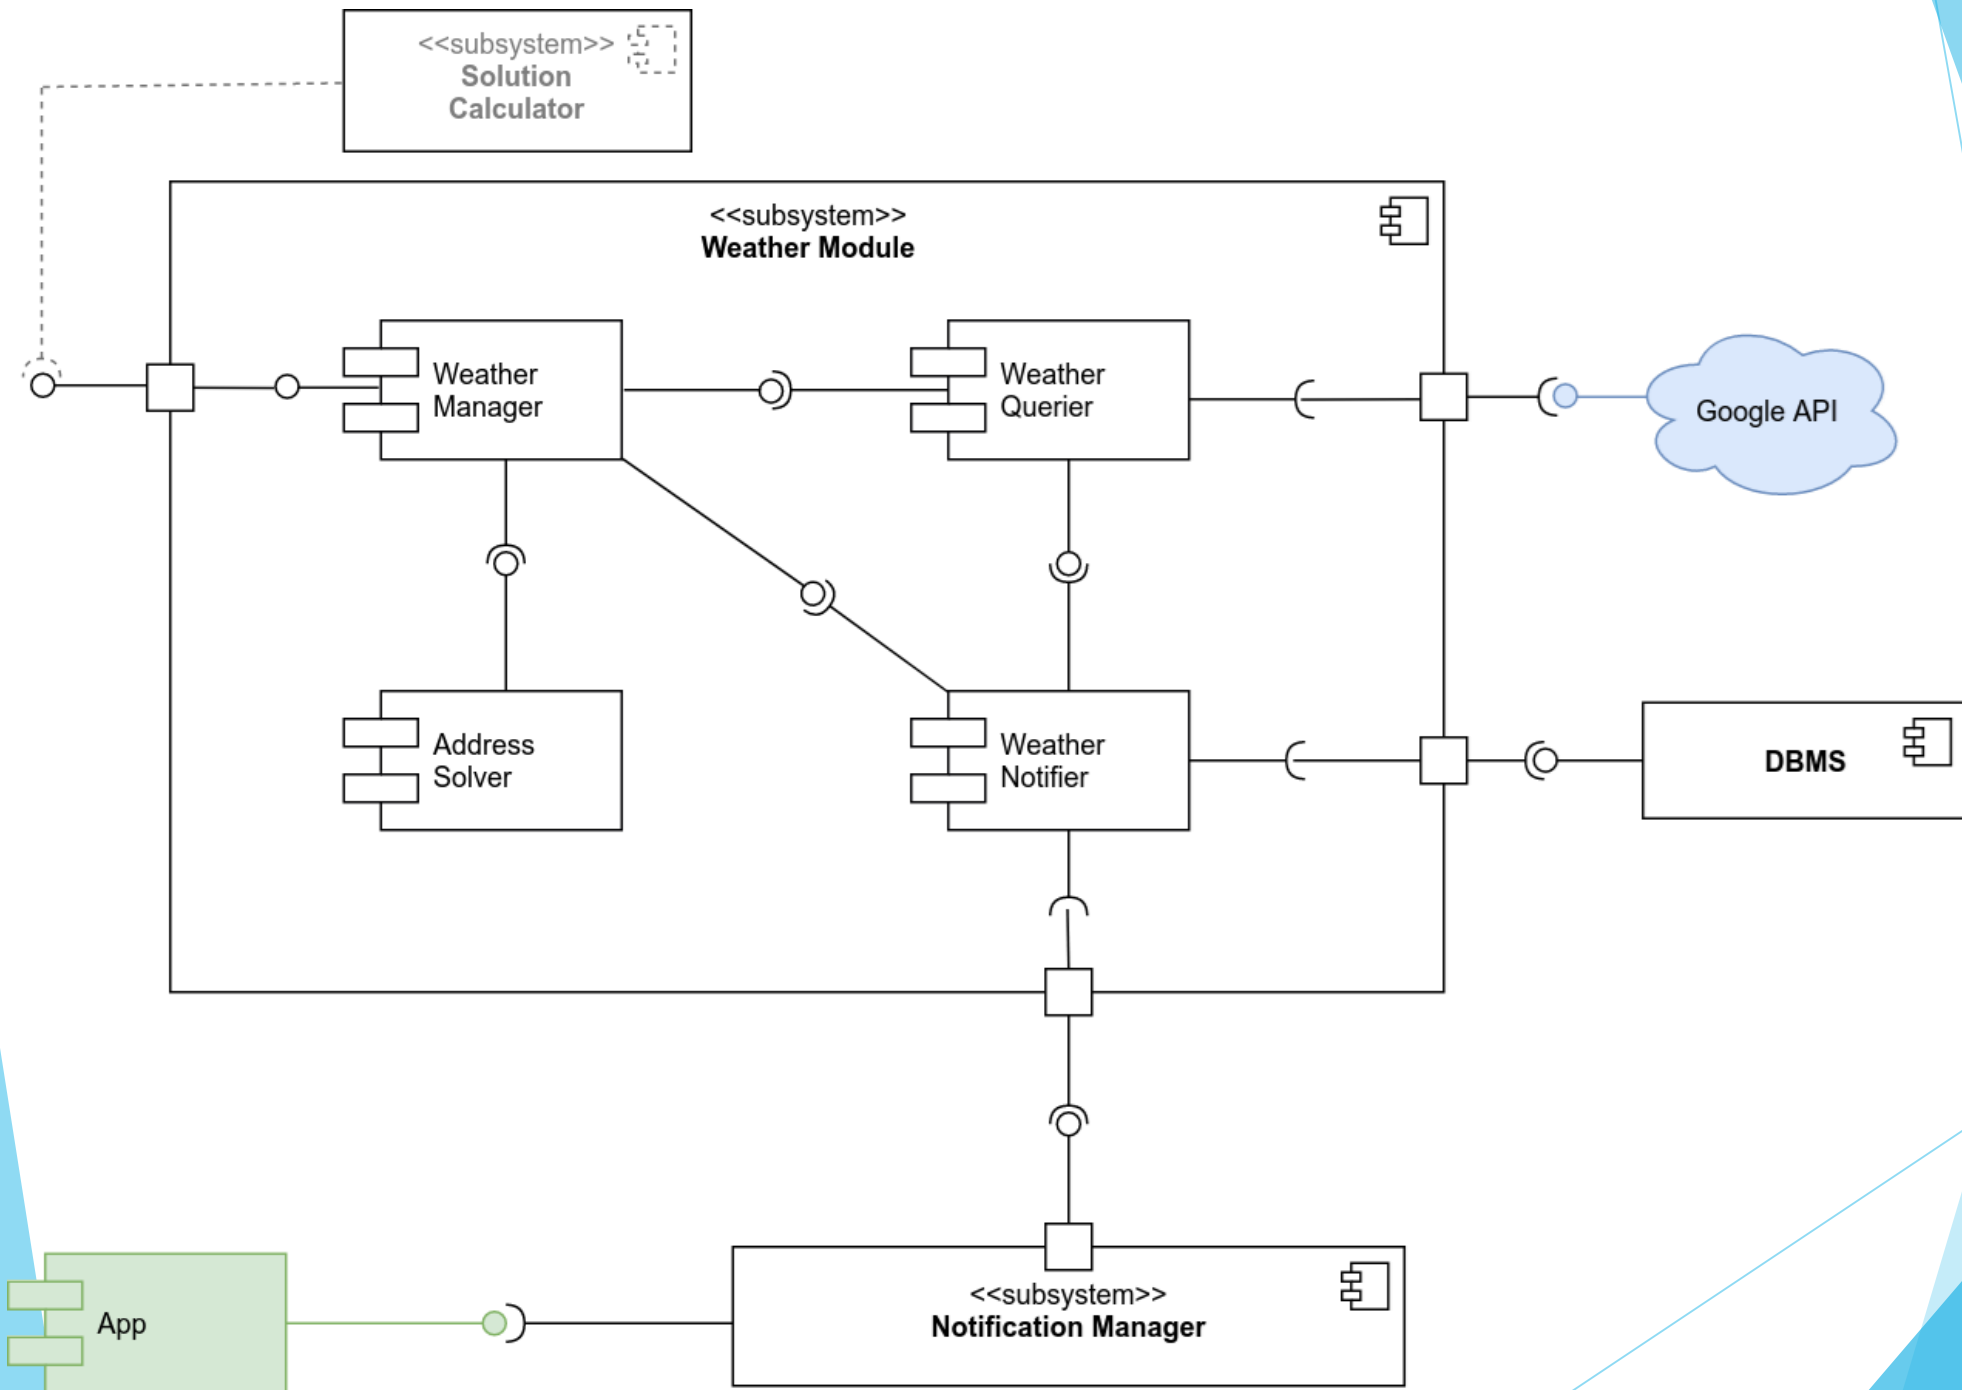 <<subsystem>>
Solution
Calculator
<<subsystem>>
Weather Module
Weather
Manager
Weather
Querier
Google API
Address
Solver
Weather
Notifier
DBMS
<<subsystem>>
Notification Manager
App